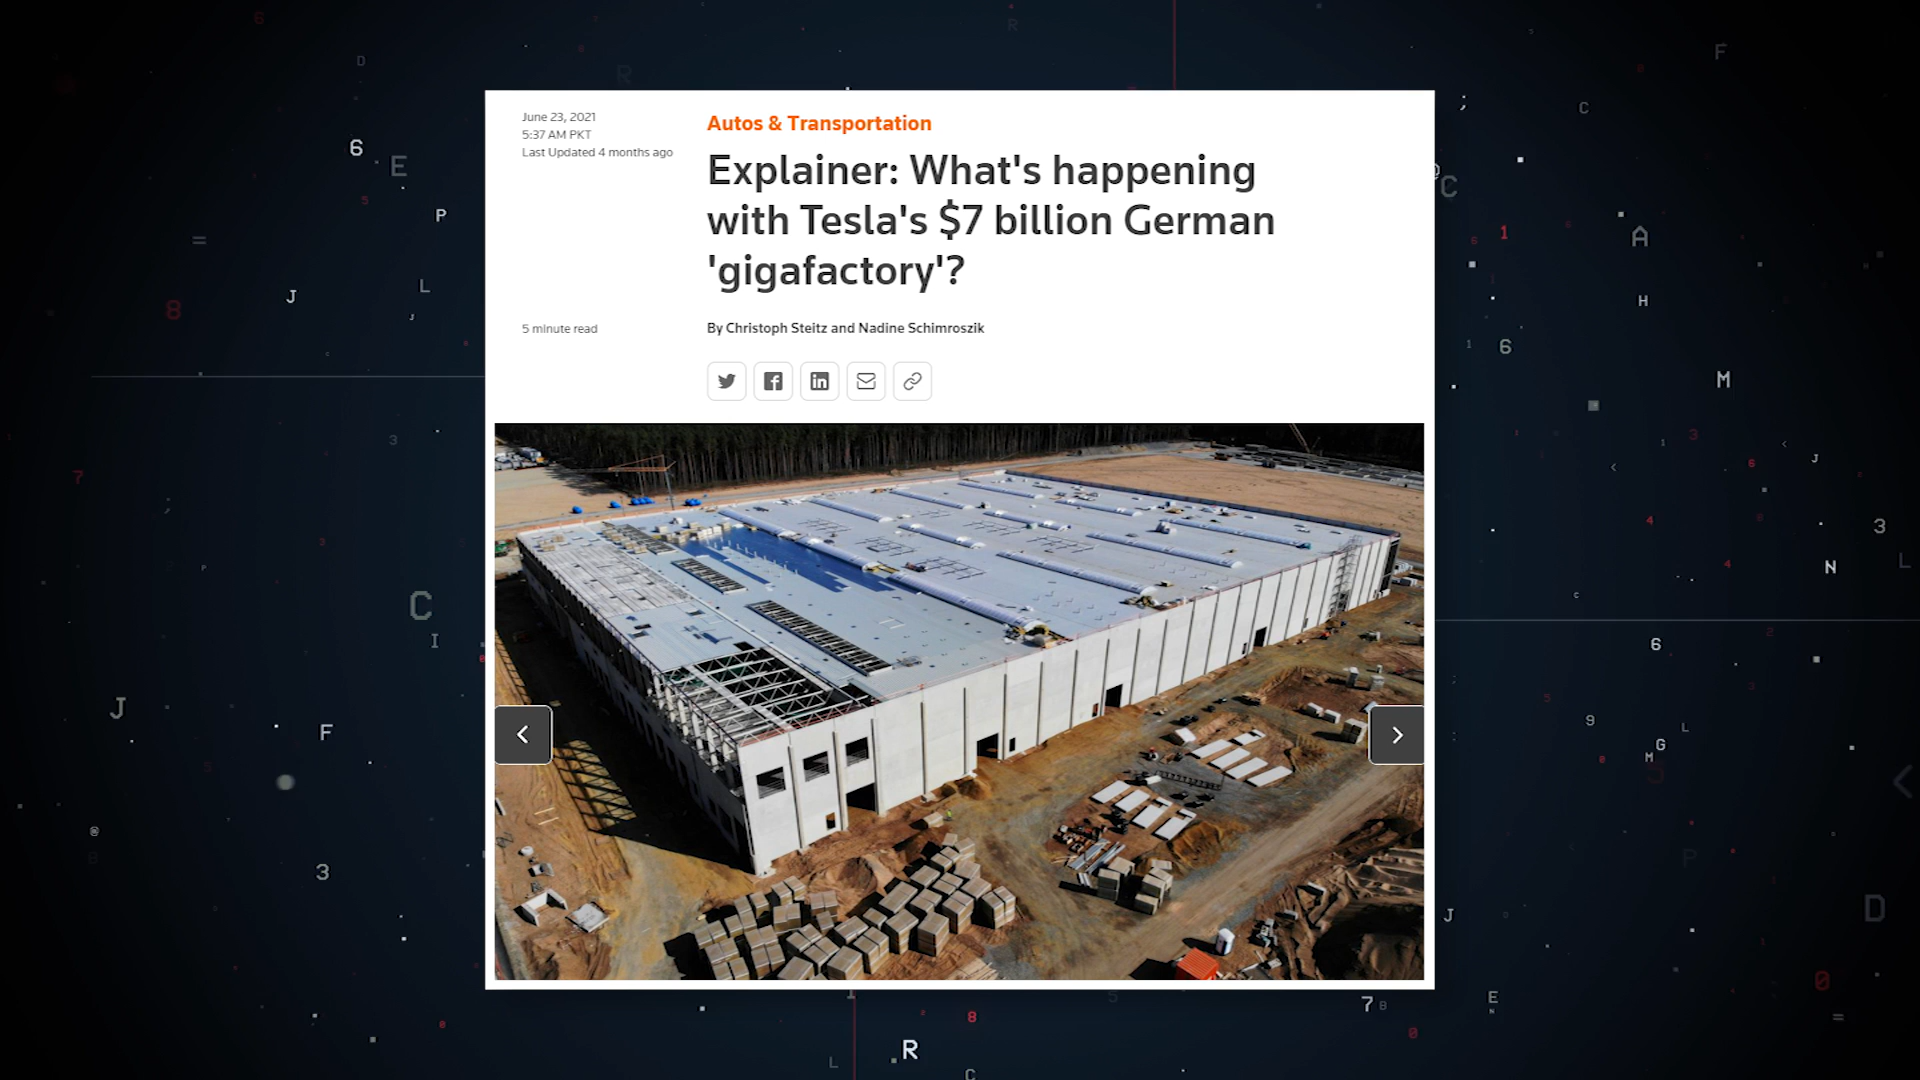 June 23, 2021
5:37 AM PKT
Last Updated 4 months ago
Autos & Transportation
Explainer: What's happening
with Tesla's $7 billion German
'gigafactory'?
5 minute read
By Christoph Steitz and Nadine Schimroszik